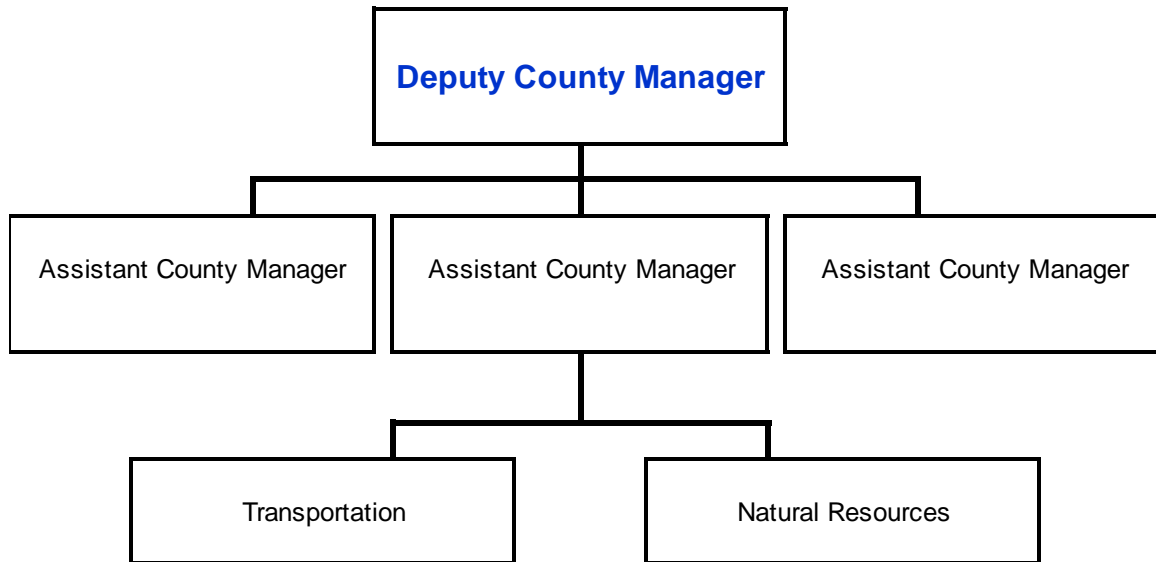 Deputy County Manager
Assistant County Manager
Assistant County Manager
Assistant County Manager
Transportation
Natural Resources